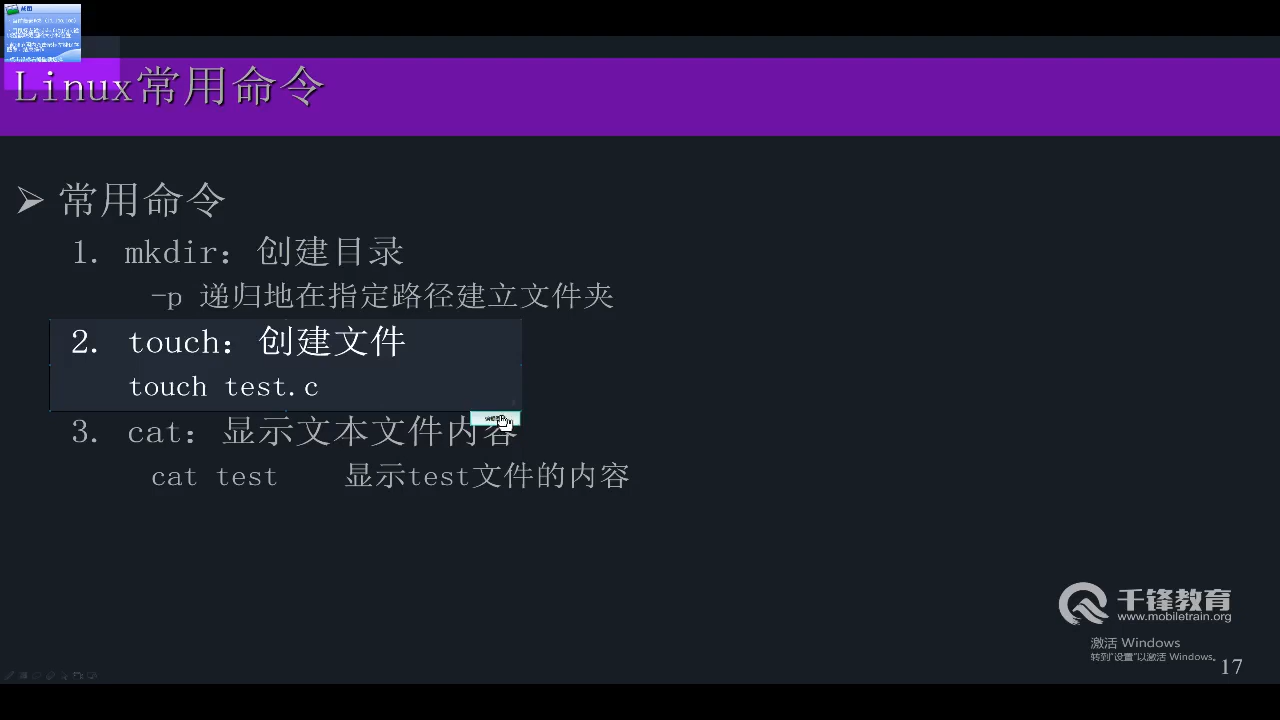 截图
Linux常用命令
常用命令
1. mkdir：创建目录
-p 递归地在指定路径建立文件夹
2. touch：创建文件
touch test.c
3. cat：显示文本文件内容
cat test 显示test文件的内容
千锋教育
www.mobiletrain.org
激活 Windows
转到“设置”以激活 Windows。
17